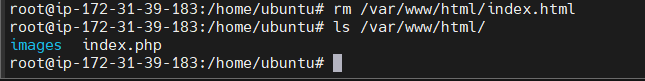 root@ip-172-31-39-183:/home/ubuntu# rm /var/www/html/index.html
root@ip-172-31-39-183:/home/ubuntu# ls /var/www/html/
images  index.php
root@ip-172-31-39-183:/home/ubuntu#